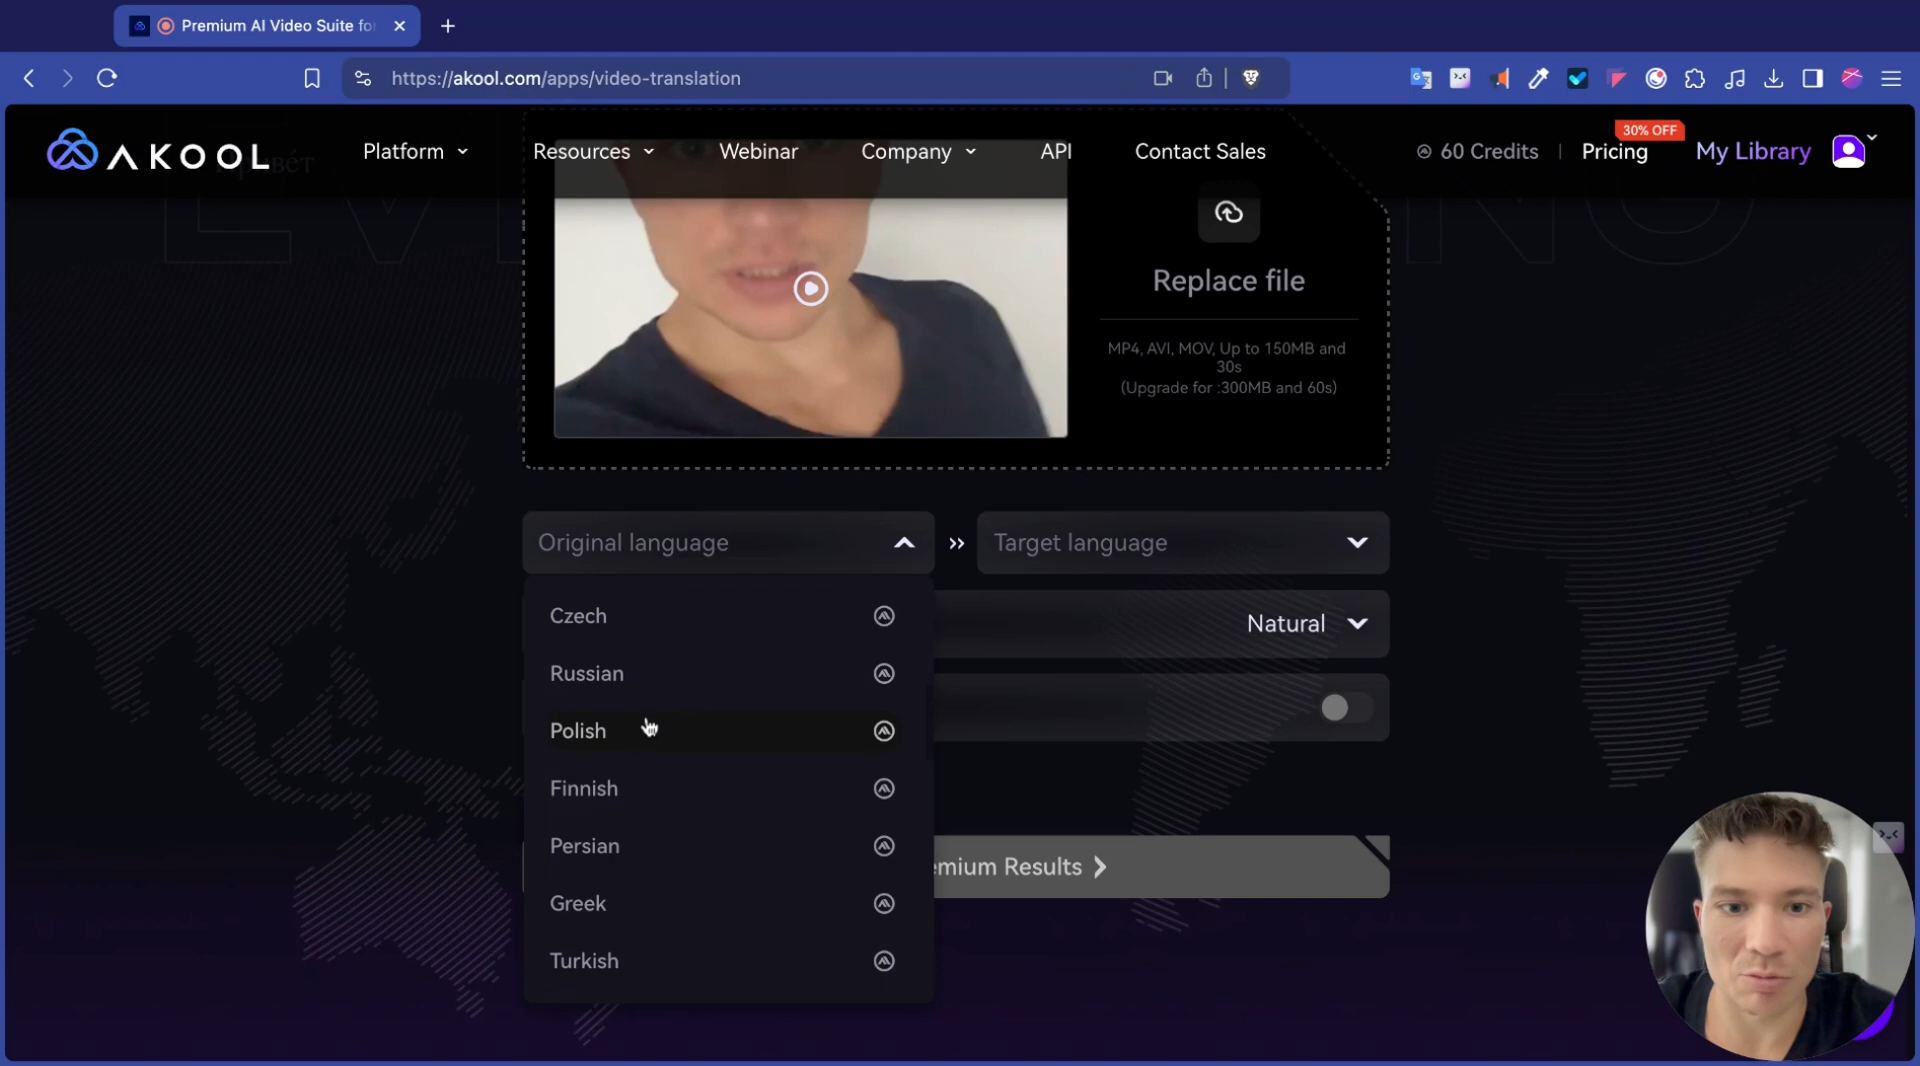 Premium AI Video Suite fo
https://akool.com/apps/video-translation
AKOOL
Platform
Resources
Webinar
Company
API
Contact Sales
60 Credits
Pricing
30% OFF
My Library
Replace file
MP4, AVI, MOV, Up to 150MB and
30s
(Upgrade for :300MB and 60s)
Original language
Target language
Czech
Russian
Polish
Finnish
Persian
Greek
Turkish
Natural
emium Results